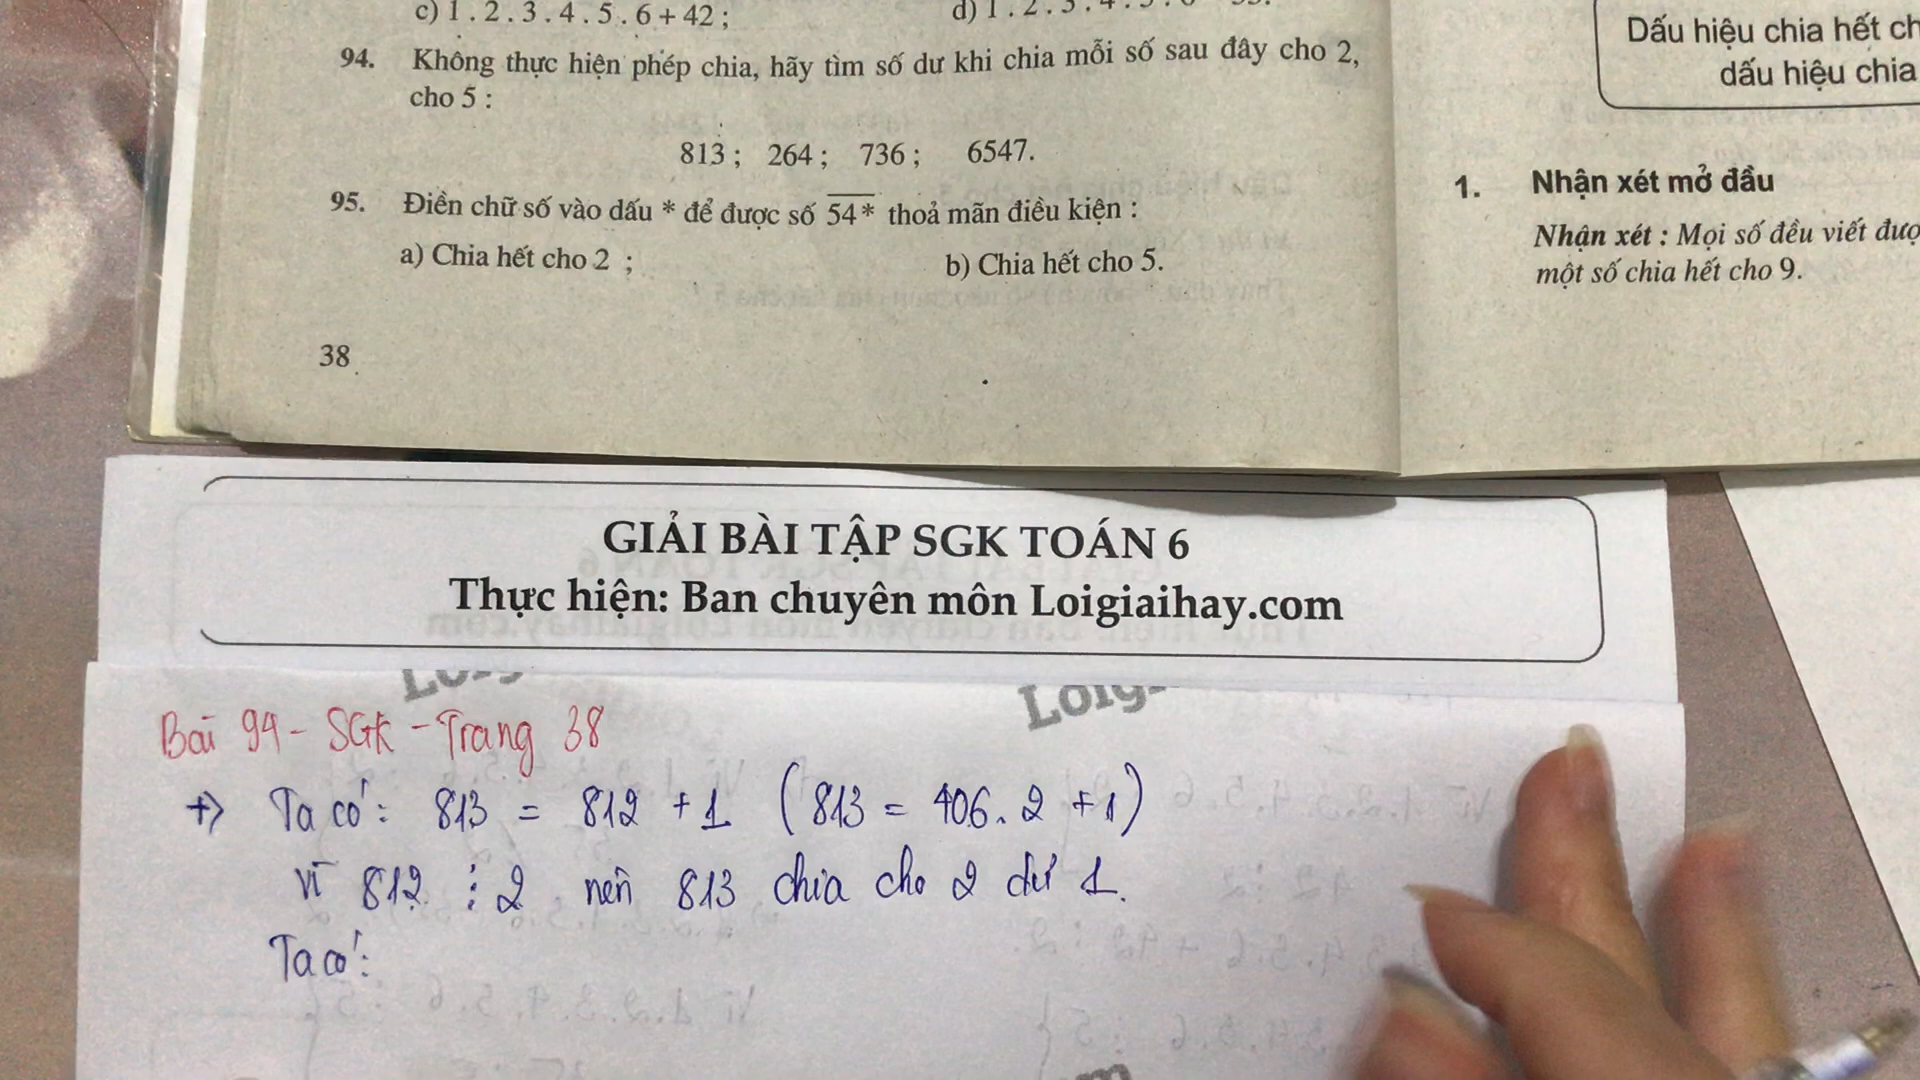 c) 1 . 2 . 3 . 4 . 5 . 6 + 42 ;
94. Không thực hiện phép chia, hãy tìm số dư khi chia mỗi số sau đây cho 2,
cho 5 :
813 ; 264 ; 736 ; 6547.
95. Điền chữ số vào dấu * để được số 54* thoả mãn điều kiện :
a) Chia hết cho 2 ;
b) Chia hết cho 5.
38
Dấu hiệu chia hết ch
dấu hiệu chia
1. Nhận xét mở đầu
Nhận xét : Mọi số đều viết đượ
một số chia hết cho 9.
GIẢI BÀI TẬP SGK TOÁN 6
Thực hiện: Ban chuyên môn Loigiaihay.com
Bài 94 - SGK - Trang 38
+) Ta có: 813 = 812 + 1 (813 = 406. 2 + 1)
Vì 812 ⋮ 2 nên 813 chia cho 2 dư 1.
Ta có: